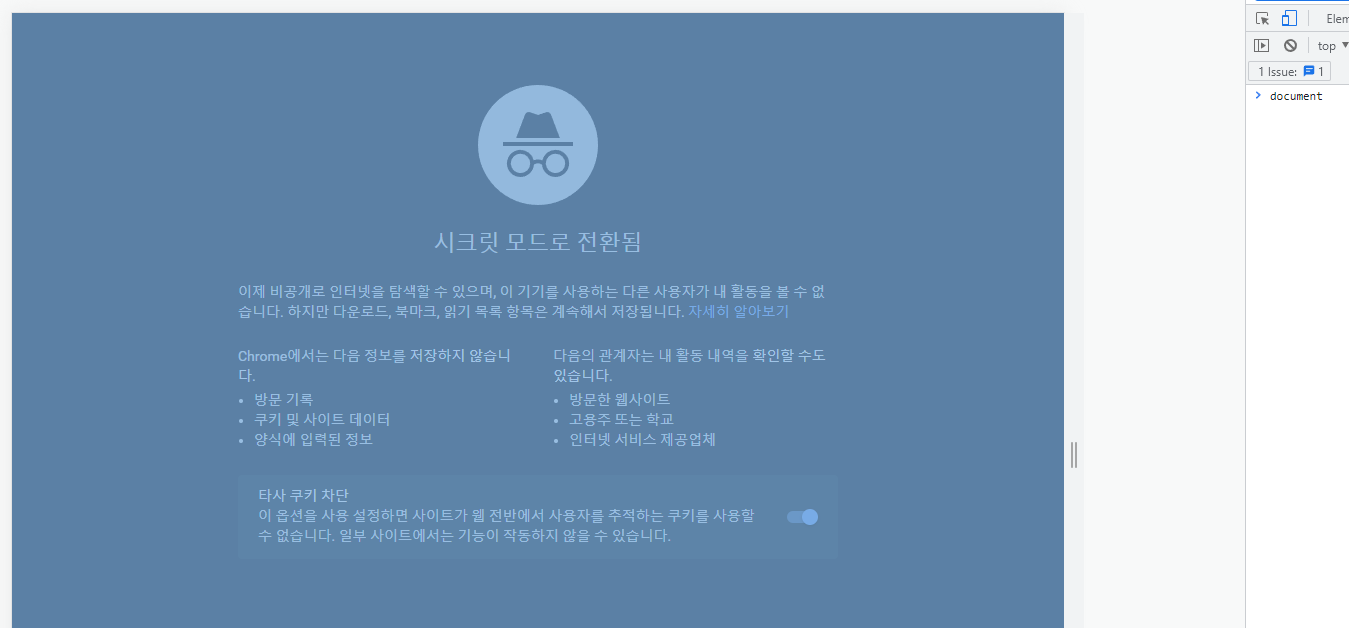 Elem
top
1 Issue: 1
document
시크릿 모드로 전환됨
이제 비공개로 인터넷을 탐색할 수 있으며, 이 기기를 사용하는 다른 사용자가 내 활동을 볼 수 없
습니다. 하지만 다운로드, 북마크, 읽기 목록 항목은 계속해서 저장됩니다. 자세히 알아보기
Chrome에서는 다음 정보를 저장하지 않습니
다.
방문 기록
쿠키 및 사이트 데이터
양식에 입력된 정보
다음의 관계자는 내 활동 내역을 확인할 수도
있습니다.
방문한 웹사이트
고용주 또는 학교
인터넷 서비스 제공업체
타사 쿠키 차단
이 옵션을 사용 설정하면 사이트가 웹 전반에서 사용자를 추적하는 쿠키를 사용할
수 없습니다. 일부 사이트에서는 기능이 작동하지 않을 수 있습니다.